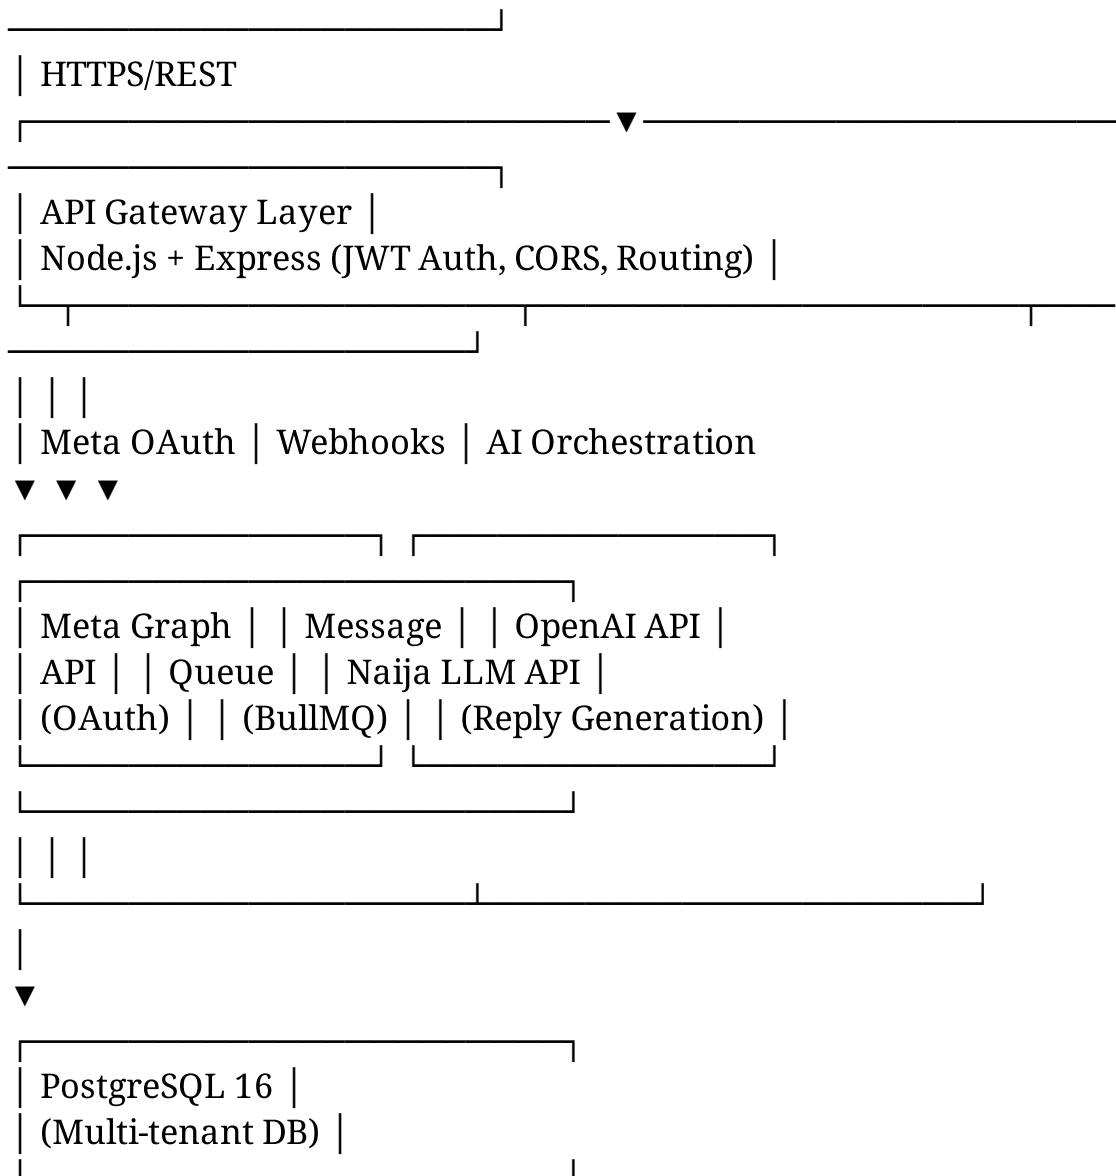 ────────────────────────┘
│ HTTPS/REST
┌───────────────────────────── ▼ ───────────────────────
────────────────────────┐
│ API Gateway Layer │
│ Node.js + Express (JWT Auth, CORS, Routing) │
└──┬──────────────────────┬────────────────────────┬────
───────────────────────┘
│ │ │
│ Meta OAuth │ Webhooks │ AI Orchestration
▼ ▼ ▼
┌─────────────────┐ ┌─────────────────┐
┌──────────────────────────┐
│ Meta Graph │ │ Message │ │ OpenAI API │
│ API │ │ Queue │ │ Naija LLM API │
│ (OAuth) │ │ (BullMQ) │ │ (Reply Generation) │
└─────────────────┘ └─────────────────┘
└──────────────────────────┘
│ │ │
└──────────────────────┴────────────────────────┘
│
▼
┌──────────────────────────┐
│ PostgreSQL 16 │
│ (Multi-tenant DB) │
└──────────────────────────┘